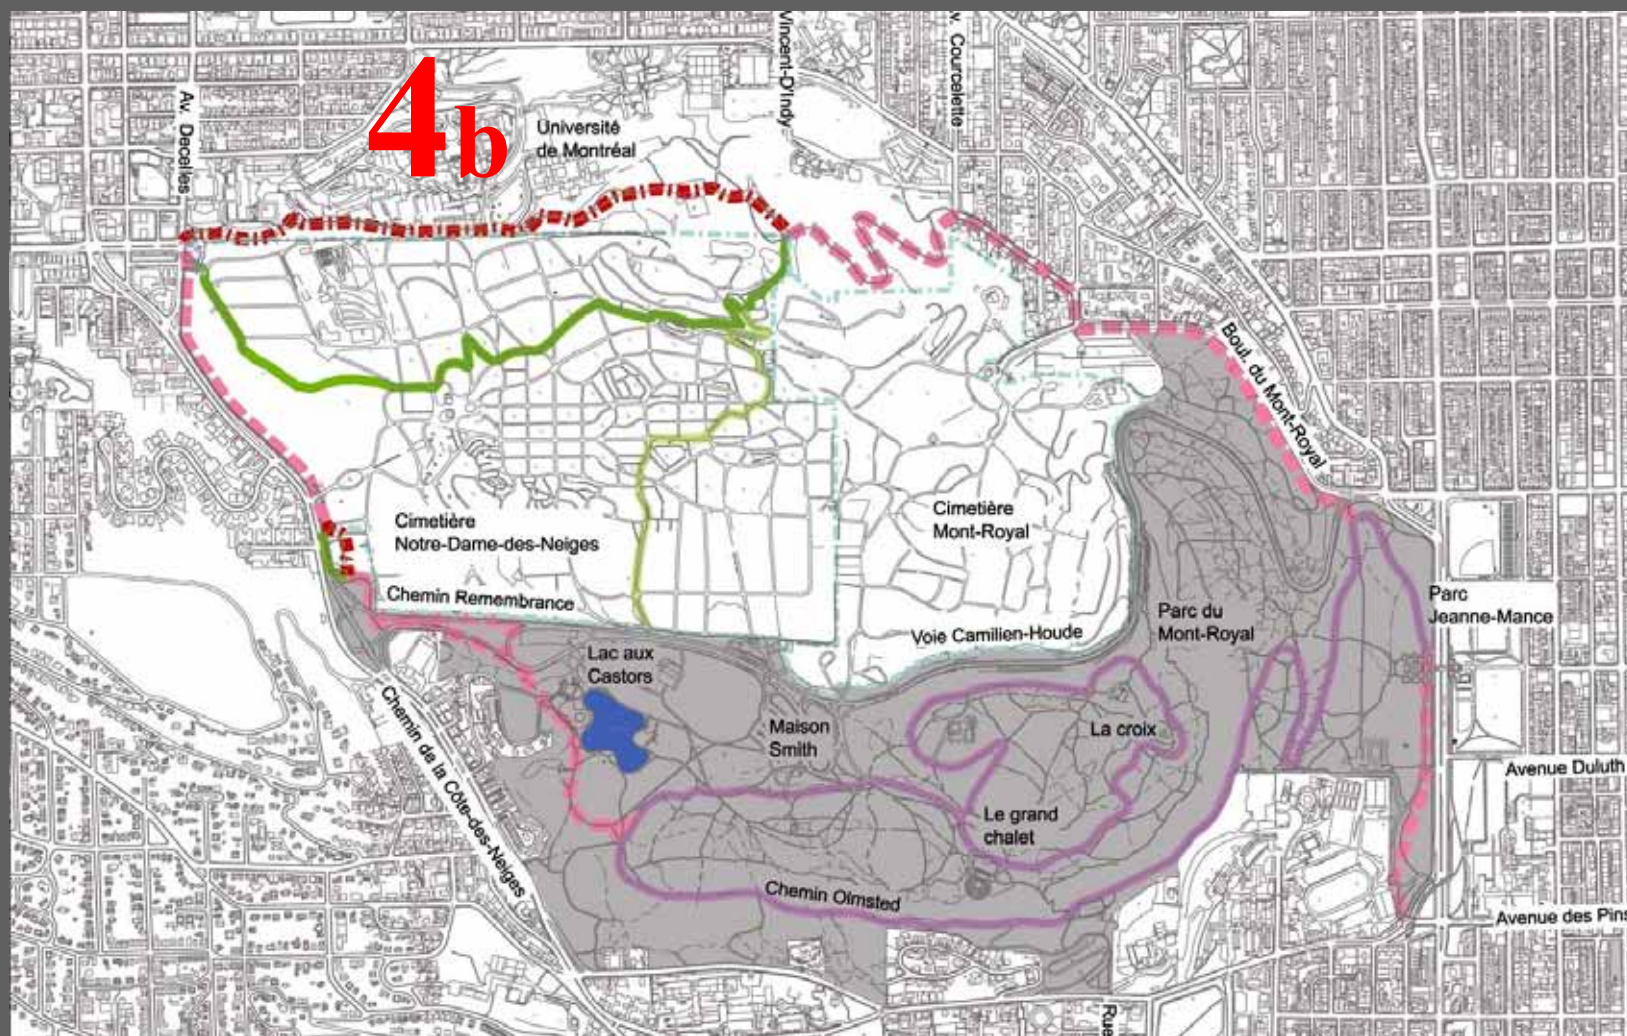 4b
Av. Decelles
Université
de Montréal
Vincent-D'Indy
Av. Courcelette
Boul. du Mont-Royal
Cimetière
Notre-Dame-des-Neiges
Cimetière
Mont-Royal
Chemin Remembrance
Voie Camilien-Houde
Parc du
Mont-Royal
Parc
Jeanne-Mance
Lac aux
Castors
Maison
Smith
La croix
Chemin de la Côte-des-Neiges
Le grand
chalet
Avenue Duluth
Chemin Olmsted
Avenue des Pins
Rue